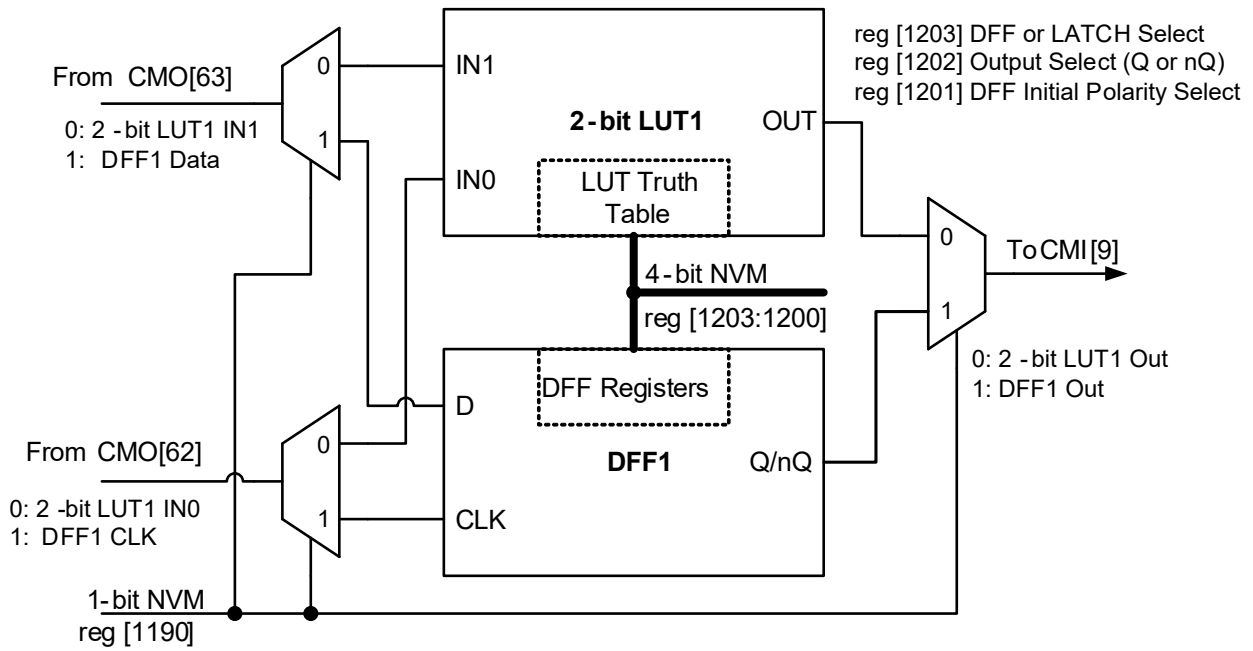 reg [1203] DFF or LATCH Select
reg [1202] Output Select (Q or nQ)
reg [1201] DFF Initial Polarity Select
From CMO[63]
0: 2-bit LUT1 IN1
1: DFF1 Data
0
1
IN1
IN0
2-bit LUT1
OUT
LUT Truth
Table
4-bit NVM
reg [1203:1200]
0
1
To CMI[9]
0: 2-bit LUT1 Out
1: DFF1 Out
DFF Registers
D
CLK
DFF1
Q/nQ
From CMO[62]
0: 2-bit LUT1 IN0
1: DFF1 CLK
0
1
1-bit NVM
reg [1190]